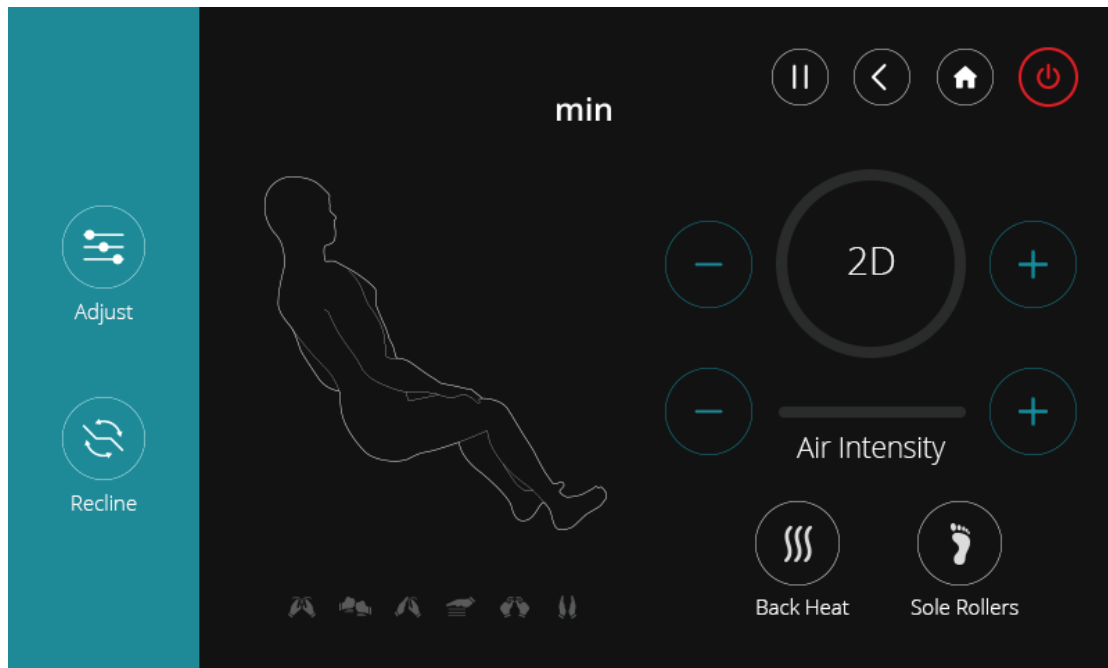 min
2D
Adjust
Air Intensity
Recline
Back Heat
Sole Rollers